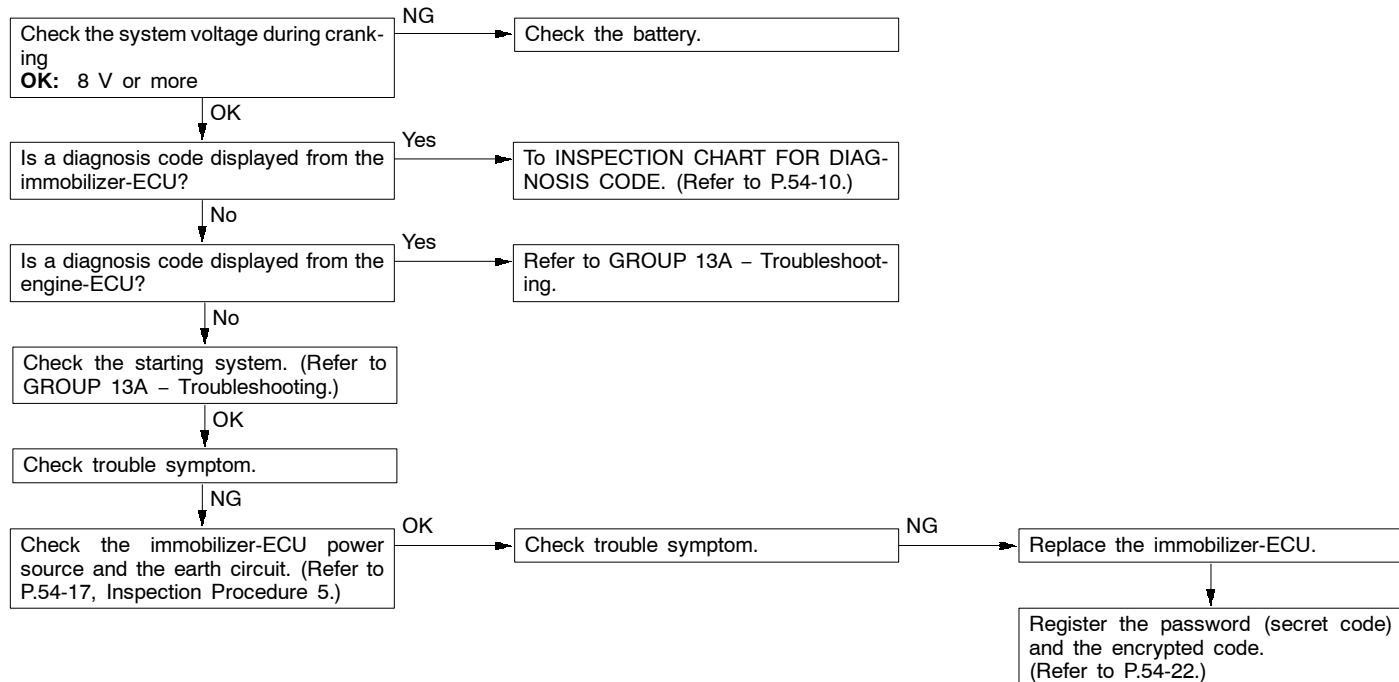 Check the system voltage during crank-
ing
OK: 8 V or more
NG
Check the battery.
OK
Is a diagnosis code displayed from the
immobilizer-ECU?
Yes
To INSPECTION CHART FOR DIAG-
NOSIS CODE. (Refer to P.54-10.)
No
Is a diagnosis code displayed from the
engine-ECU?
Yes
Refer to GROUP 13A – Troubleshoot-
ing.
No
Check the starting system. (Refer to
GROUP 13A – Troubleshooting.)
OK
Check trouble symptom.
NG
Check the immobilizer-ECU power
source and the earth circuit. (Refer to
P.54-17, Inspection Procedure 5.)
OK
Check trouble symptom.
NG
Replace the immobilizer-ECU.
Register the password (secret code)
and the encrypted code.
(Refer to P.54-22.)